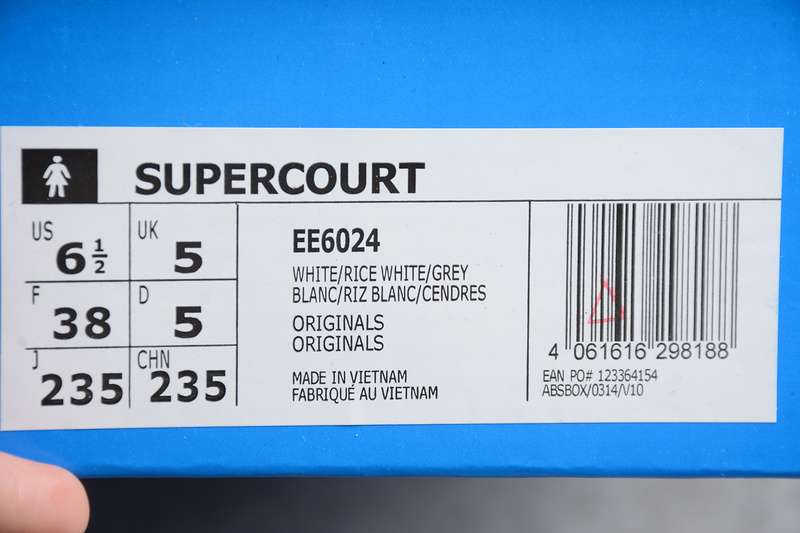 SUPERCOURT
US 6½
UK 5
F 38
D 5
J 235
CHN 235
EE6024
WHITE/RICE WHITE/GREY
BLANC/RIZ BLANC/CENDRES
ORIGINALS
ORIGINALS
MADE IN VIETNAM
FABRIQUÉ AU VIETNAM
4 061616 298188
EAN PO# 123364154
ABSBOX/0314/V10